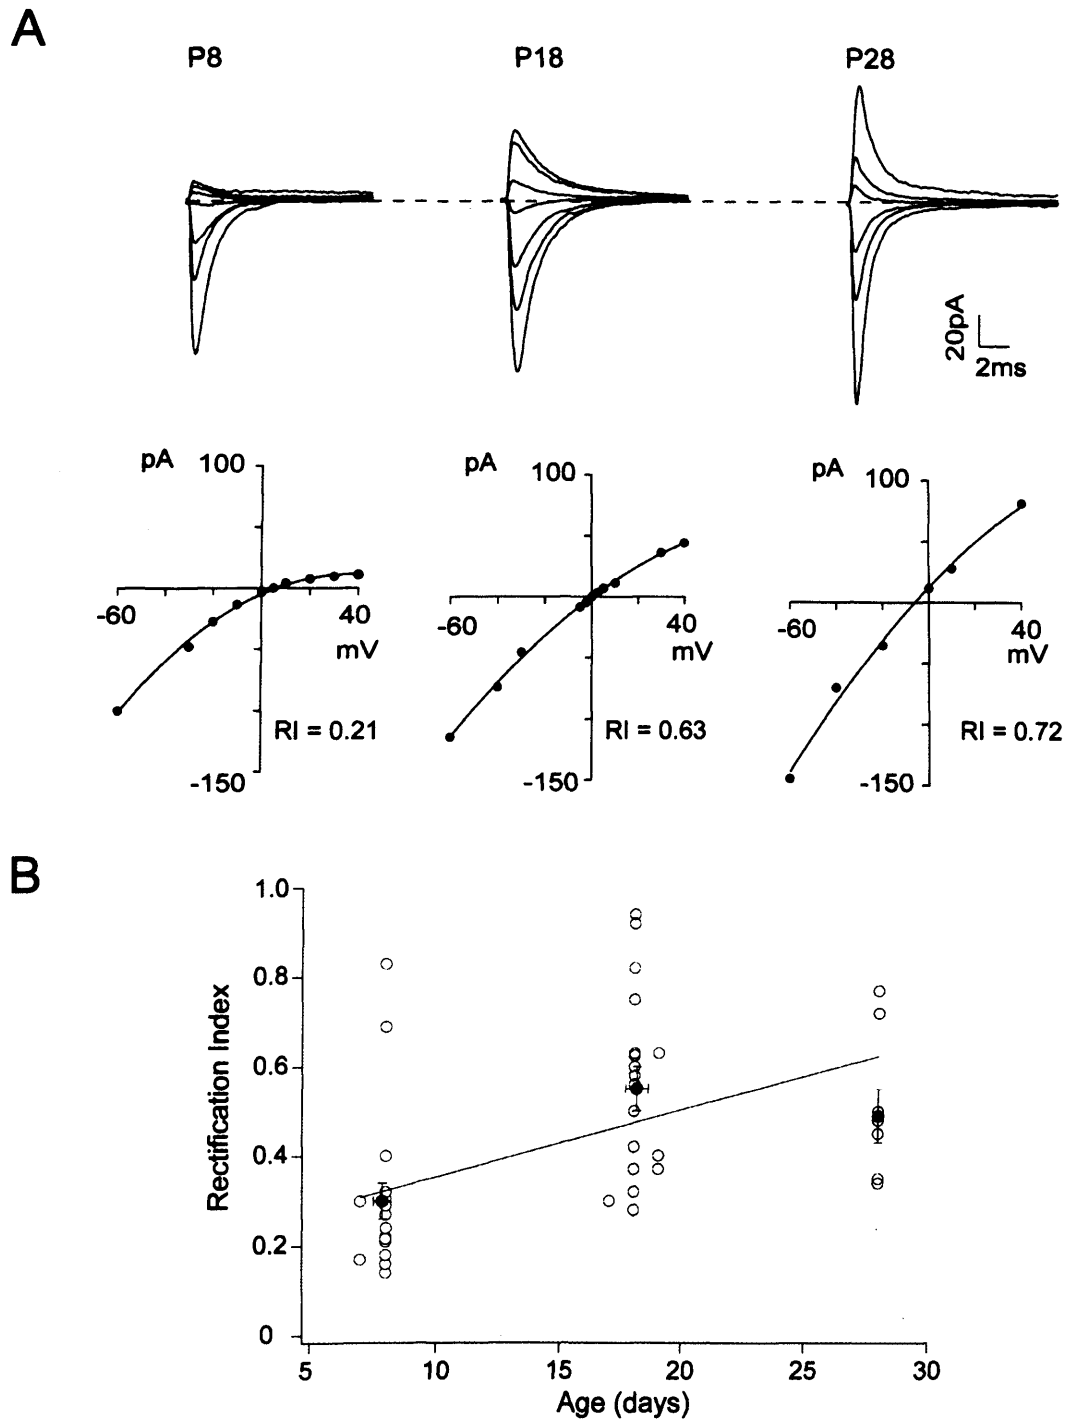 A
P8
P18
P28
20pA
2ms
pA 100
-60
40
mV
RI = 0.21
-150
pA 100
-60
40
mV
RI = 0.63
-150
pA 100
-60
40
mV
RI = 0.72
-150
B
Rectification Index
1.0
0.8
0.6
0.4
0.2
0
5 10 15 20 25 30
Age (days)